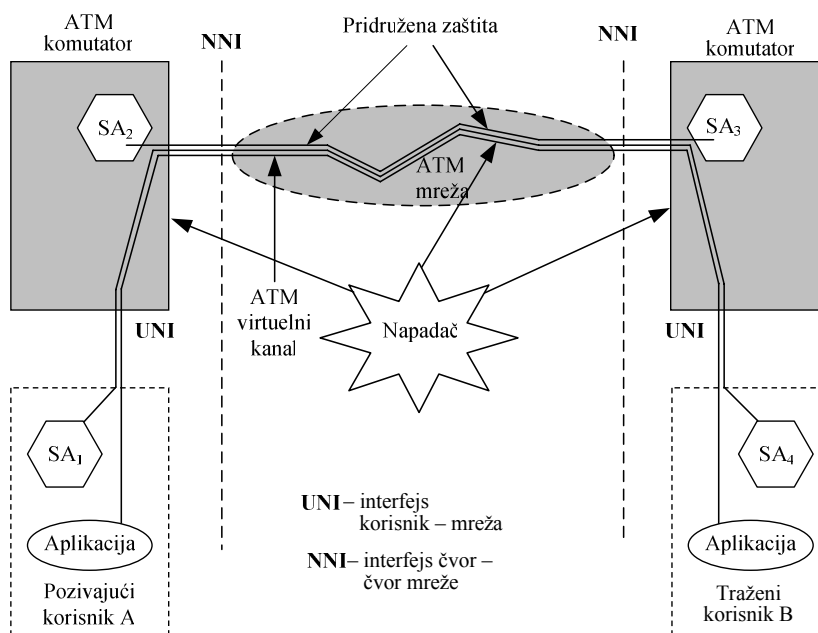 ATM
komutator
NNI
Pridružena zaštita
NNI
ATM
komutator
SA2
SA3
ATM
mreža
ATM
virtuelni
kanal
Napadač
UNI
UNI
SA1
SA4
UNI – interfejs
korisnik – mreža
NNI – interfejs čvor –
čvor mreže
Aplikacija
Aplikacija
Pozivajući
korisnik A
Traženi
korisnik B